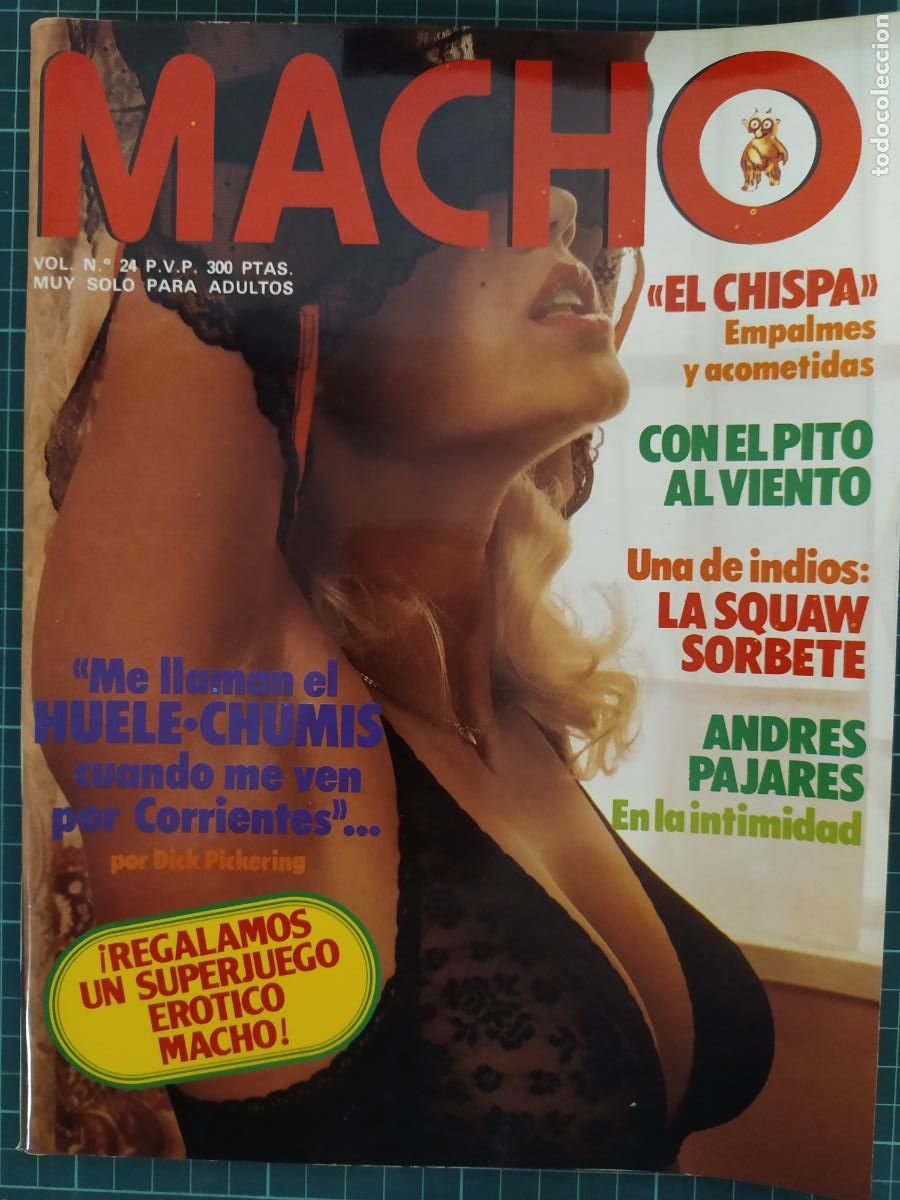 MACHO
VOL. N.º 24 P.V.P. 300 PTAS.
MUY SOLO PARA ADULTOS
«EL CHISPA»
Empalmes
y acometidas
CON EL PITO
AL VIENTO
Una de indios:
LA SQUAW
SORBETE
ANDRES
PAJARES
En la intimidad
“Me llaman el
HUELE-CHUMIS
cuando me ven
por Corrientes”...
por Dick Pickering
¡REGALAMOS
UN SUPERJUEGO
EROTICO
MACHO!
todocoleccion